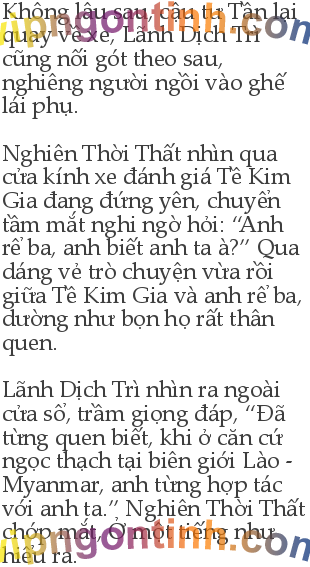 Không lâu sau, cậu tư Tần lại
quay về xe, Lãnh Dịch Trì
cũng nối gót theo sau,
nghiêng người ngồi vào ghế
lái phụ.
Nghiên Thời Thất nhìn qua
cửa kính xe đánh giá Tề Kim
Gia đang đứng yên, chuyển
tầm mắt nghi ngờ hỏi: “Anh
rể ba, anh biết anh ta à?” Qua
dáng vẻ trò chuyện vừa rồi
giữa Tề Kim Gia và anh rể ba,
dường như bọn họ rất thân
quen.
Lãnh Dịch Trì nhìn ra ngoài
cửa sổ, trầm giọng đáp, “Đã
từng quen biết, khi ở căn cứ
ngọc thạch tại biên giới Lào -
Myanmar, anh từng hợp tác
với anh ta.” Nghiên Thời Thất
chớp mắt, Ờ một tiếng như
hiểu ra.
vipngontinh.com
vipngontinh.com